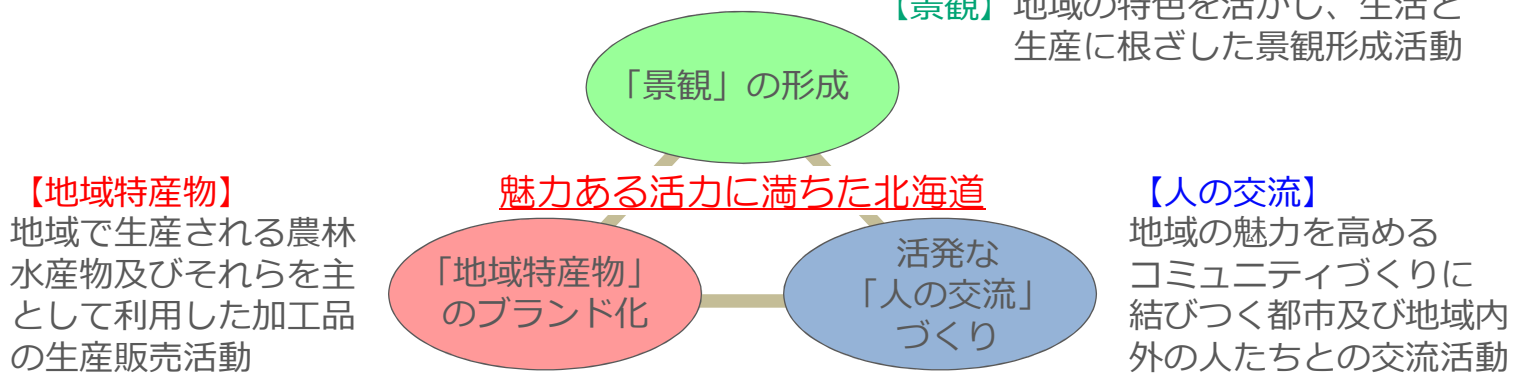 【景観】地域の特色を活かし、生活と
生産に根ざした景観形成活動
「景観」の形成
魅力ある活力に満ちた北海道
【地域特産物】
地域で生産される農林
水産物及びそれらを主
として利用した加工品
の生産販売活動
「地域特産物」
のブランド化
活発な
「人の交流」
づくり
【人の交流】
地域の魅力を高める
コミュニティづくりに
結びつく都市及び地域内
外の人たちとの交流活動